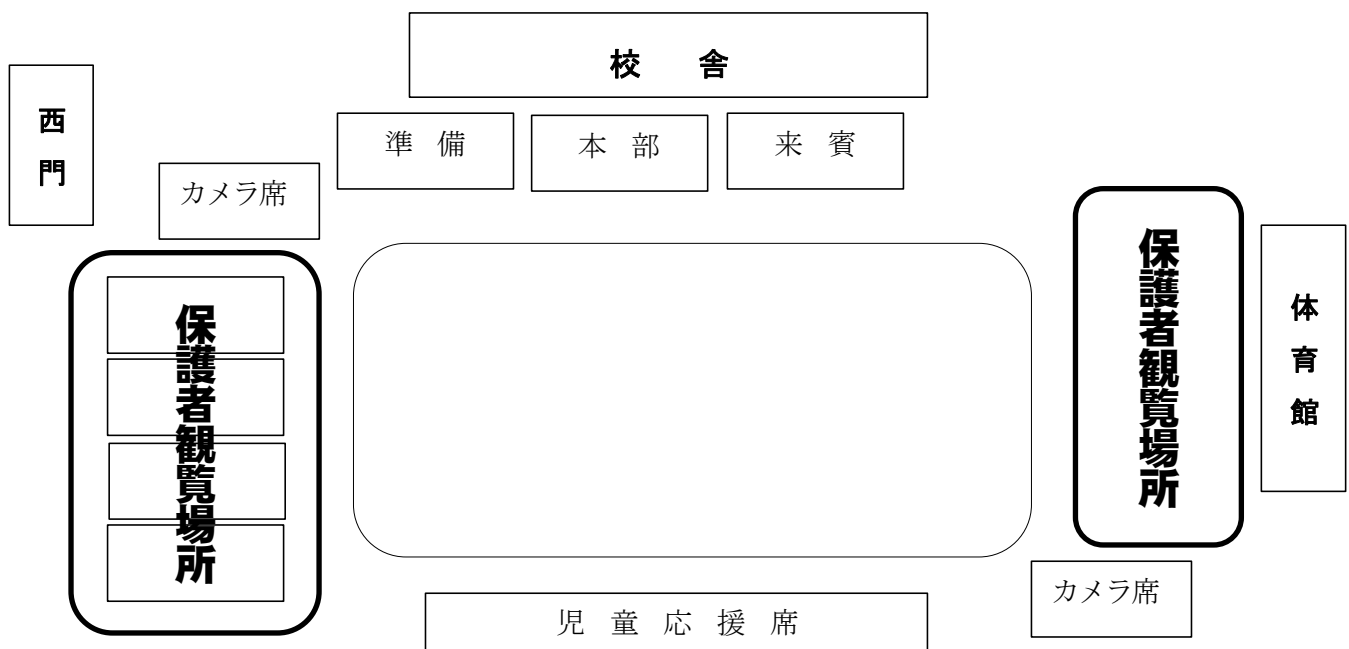 校　舎
西門
準　備
本　部
来　賓
カメラ席
保護者観覧場所
保護者観覧場所
体育館
カメラ席
児　童　応　援　席